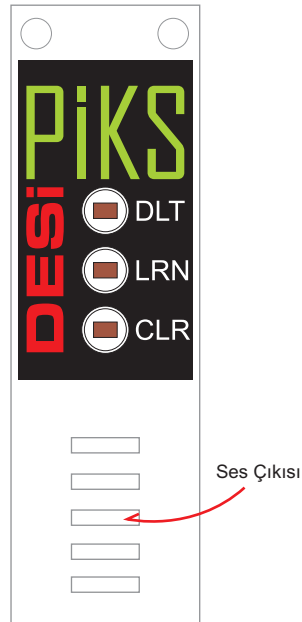 PiKS
DESi
DLT
LRN
CLR
Ses Çıkısı